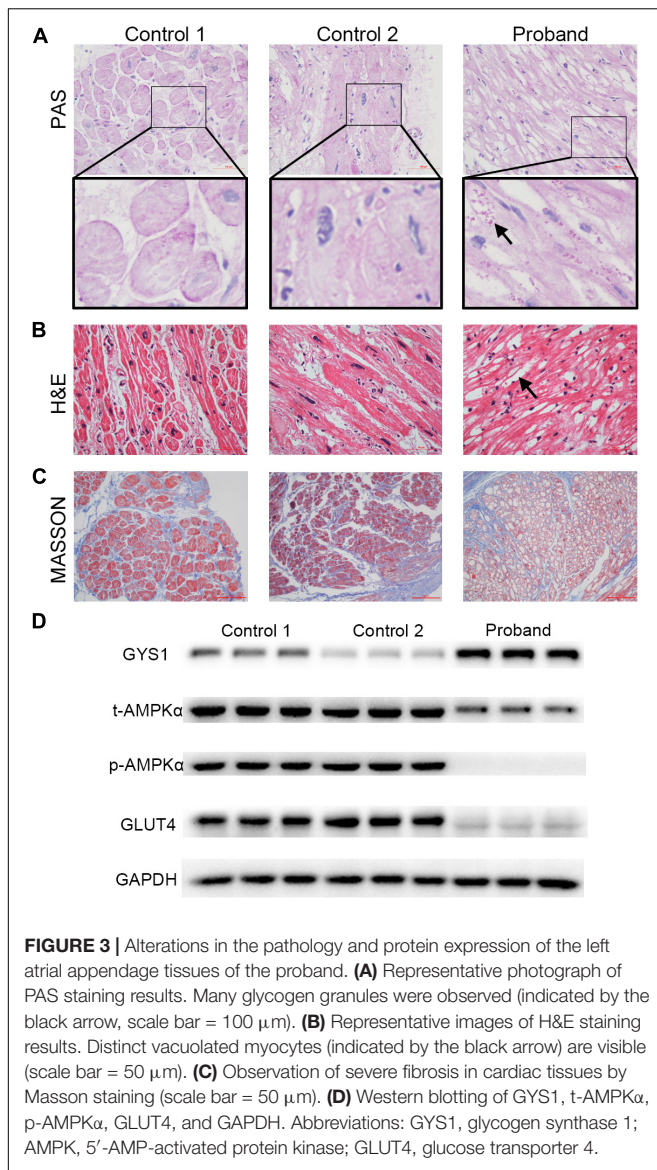 A
Control 1 Control 2 Proband
PAS
B
H&E
C
MASSON
D
Control 1 Control 2 Proband
GYS1
t-AMPKα
p-AMPKα
GLUT4
GAPDH
FIGURE 3 | Alterations in the pathology and protein expression of the left
atrial appendage tissues of the proband. (A) Representative photograph of
PAS staining results. Many glycogen granules were observed (indicated by the
black arrow, scale bar = 100 μm). (B) Representative images of H&E staining
results. Distinct vacuolated myocytes (indicated by the black arrow) are visible
(scale bar = 50 μm). (C) Observation of severe fibrosis in cardiac tissues by
Masson staining (scale bar = 50 μm). (D) Western blotting of GYS1, t-AMPKα,
p-AMPKα, GLUT4, and GAPDH. Abbreviations: GYS1, glycogen synthase 1;
AMPK, 5′-AMP-activated protein kinase; GLUT4, glucose transporter 4.